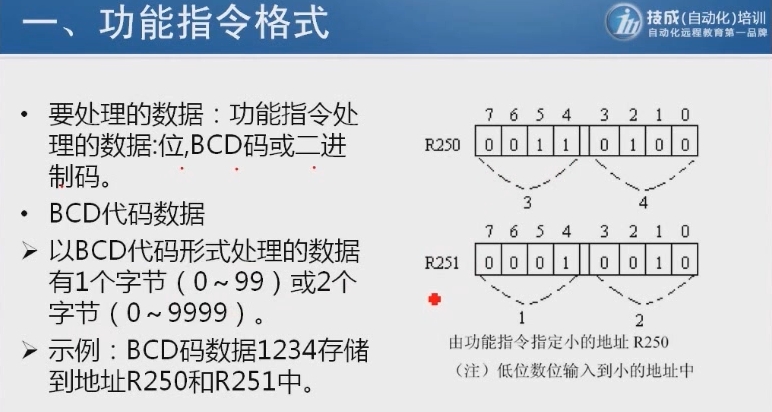 一、功能指令格式
技成(自动化)培训
自动化远程教育第一品牌
• 要处理的数据：功能指令处
理的数据:位,BCD码或二进
制码。
• BCD代码数据
➢ 以BCD代码形式处理的数据
有1个字节（0～99）或2个
字节（0～9999）。
➢ 示例：BCD码数据1234存储
到地址R250和R251中。
7 6 5 4 3 2 1 0
R250 0 0 1 1 0 1 0 0
3 4
7 6 5 4 3 2 1 0
R251 0 0 0 1 0 0 1 0
1 2
由功能指令指定小的地址 R250
（注）低位数位输入到小的地址中